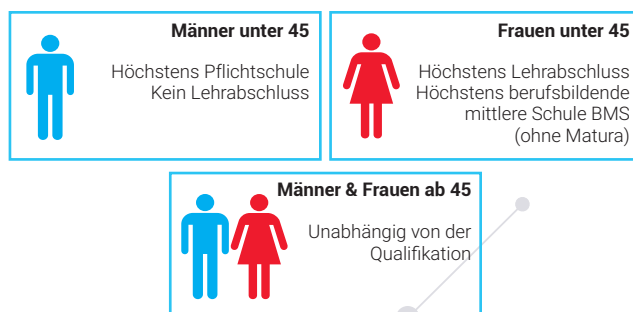 Männer unter 45
Höchstens Pflichtschule
Kein Lehrabschluss
Frauen unter 45
Höchstens Lehrabschluss
Höchstens berufsbildende
mittlere Schule BMS
(ohne Matura)
Männer & Frauen ab 45
Unabhängig von der
Qualifikation